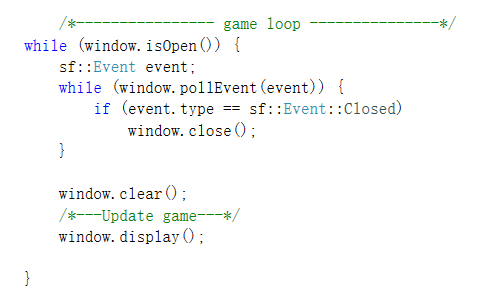 /*---------------- game loop ---------------*/
while (window.isOpen()) {
sf::Event event;
while (window.pollEvent(event)) {
if (event.type == sf::Event::Closed)
window.close();
}
window.clear();
/*---Update game---*/
window.display();
}